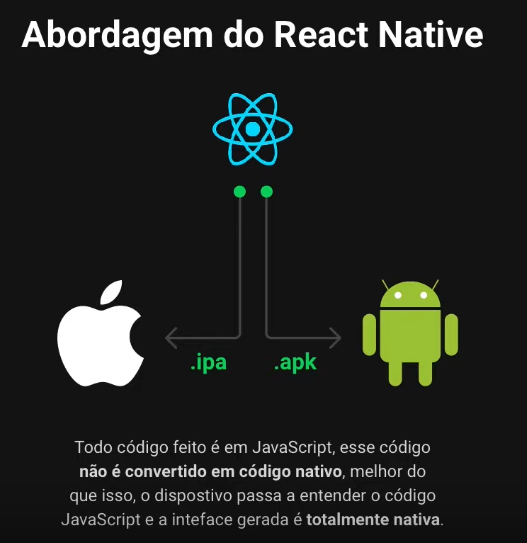 Abordagem do React Native
.ipa
.apk
Todo código feito é em JavaScript, esse código
não é convertido em código nativo, melhor do
que isso, o dispostivo passa a entender o código
JavaScript e a inteface gerada é totalmente nativa.